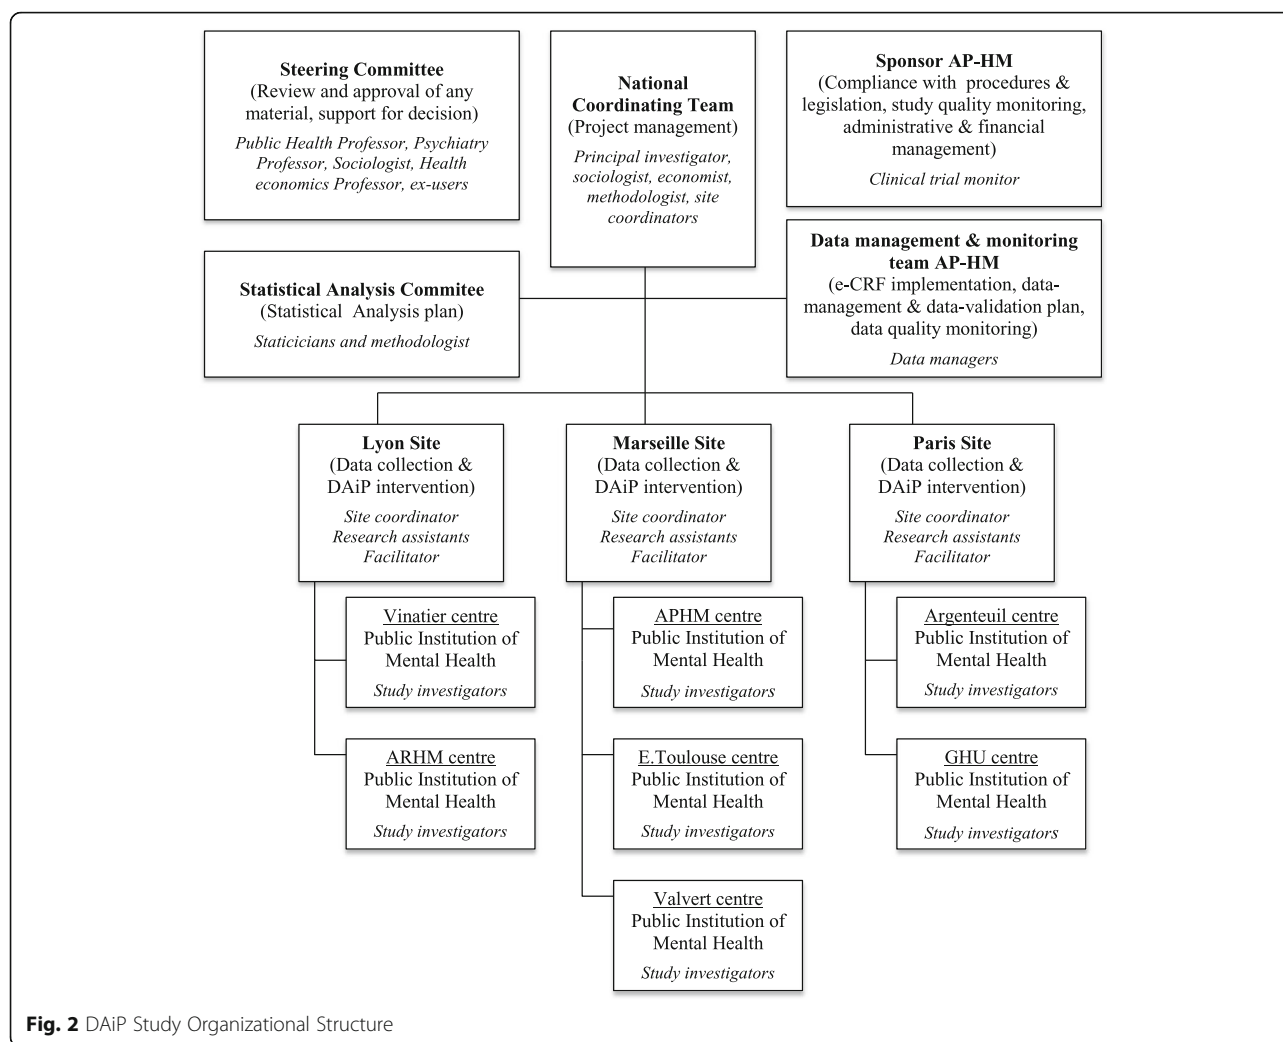 Steering Committee
(Review and approval of any
material, support for decision)
Public Health Professor, Psychiatry
Professor, Sociologist, Health
economics Professor, ex-users
National
Coordinating Team
(Project management)
Principal investigator,
sociologist, economist,
methodologist, site
coordinators
Sponsor AP-HM
(Compliance with procedures &
legislation, study quality monitoring,
administrative & financial
management)
Clinical trial monitor
Statistical Analysis Commitee
(Statistical Analysis plan)
Staticicians and methodologist
Data management & monitoring
team AP-HM
(e-CRF implementation, data-
management & data-validation plan,
data quality monitoring)
Data managers
Lyon Site
(Data collection &
DAiP intervention)
Site coordinator
Research assistants
Facilitator
Marseille Site
(Data collection &
DAiP intervention)
Site coordinator
Research assistants
Facilitator
Paris Site
(Data collection &
DAiP intervention)
Site coordinator
Research assistants
Facilitator
Vinatier centre
Public Institution of
Mental Health
Study investigators
APHM centre
Public Institution of
Mental Health
Study investigators
Argenteuil centre
Public Institution of
Mental Health
Study investigators
ARHM centre
Public Institution of
Mental Health
Study investigators
E.Toulouse centre
Public Institution of
Mental Health
Study investigators
GHU centre
Public Institution of
Mental Health
Study investigators
Valvert centre
Public Institution of
Mental Health
Study investigators
Fig. 2 DAiP Study Organizational Structure